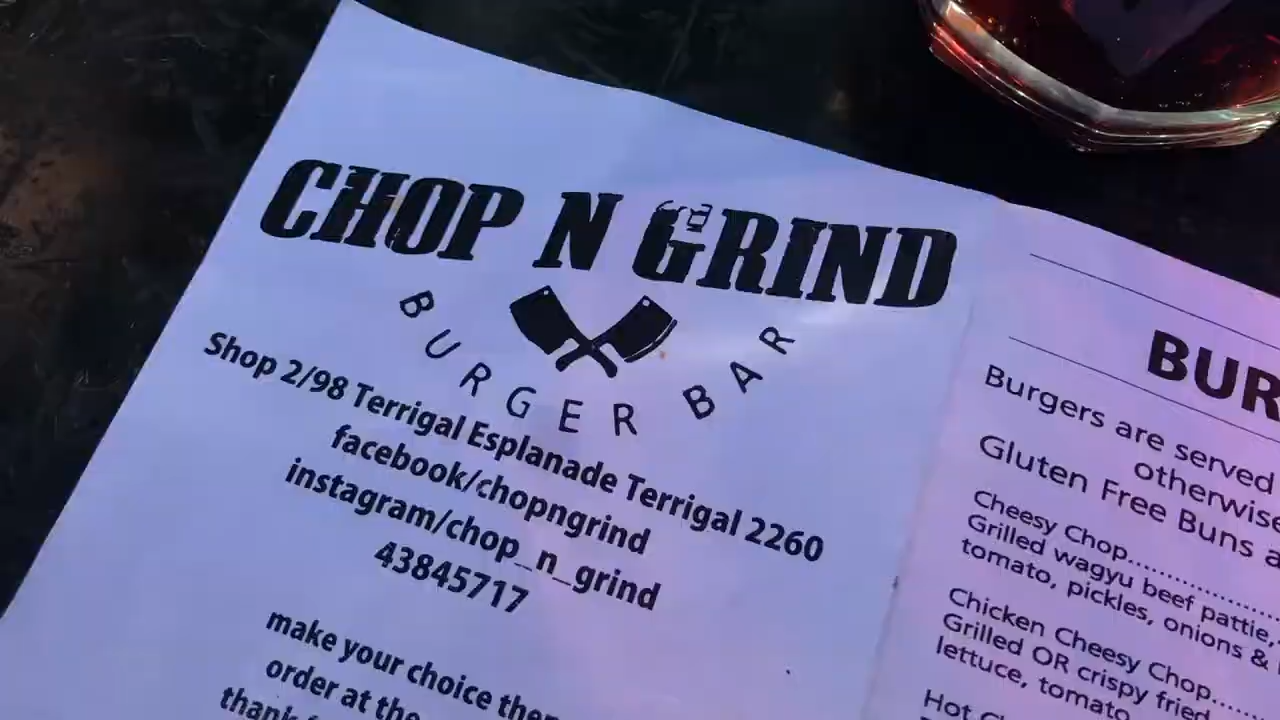 CHOP N GRIND
BURGER BAR
Shop 2/98 Terrigal Esplanade Terrigal 2260
facebook/chopngrind
instagram/chop_n_grind
43845717
make your choice then
order at the
BUR
Burgers are served
otherwise
Gluten Free Buns a
Cheesy Chop..................
Grilled wagyu beef pattie,
tomato, pickles, onions &
Chicken Cheesy Chop.......
Grilled OR crispy fried
lettuce, tomato
Hot